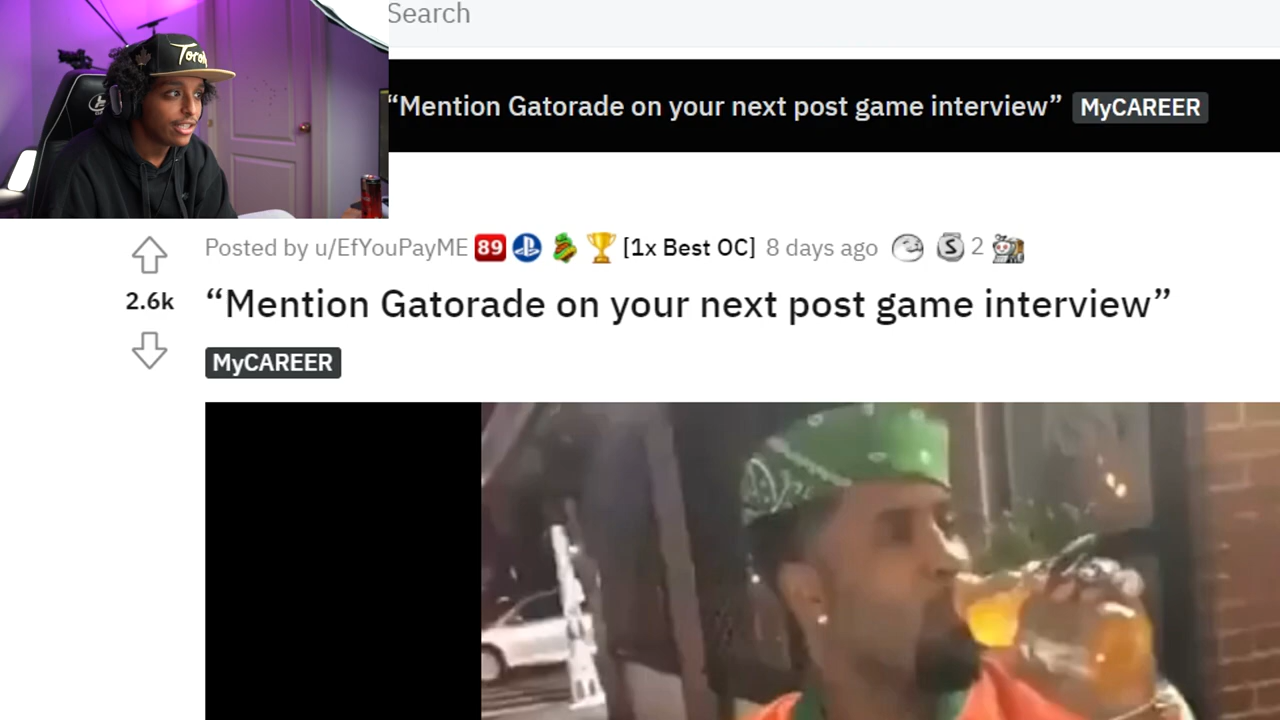 Search
“Mention Gatorade on your next post game interview” MyCAREER
Posted by u/EfYouPayME 89 [1x Best OC] 8 days ago S 2
2.6k
“Mention Gatorade on your next post game interview”
MyCAREER